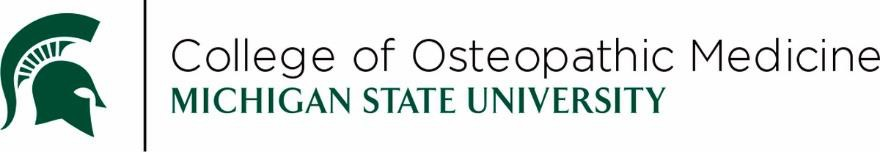 College of Osteopathic Medicine
MICHIGAN STATE UNIVERSITY